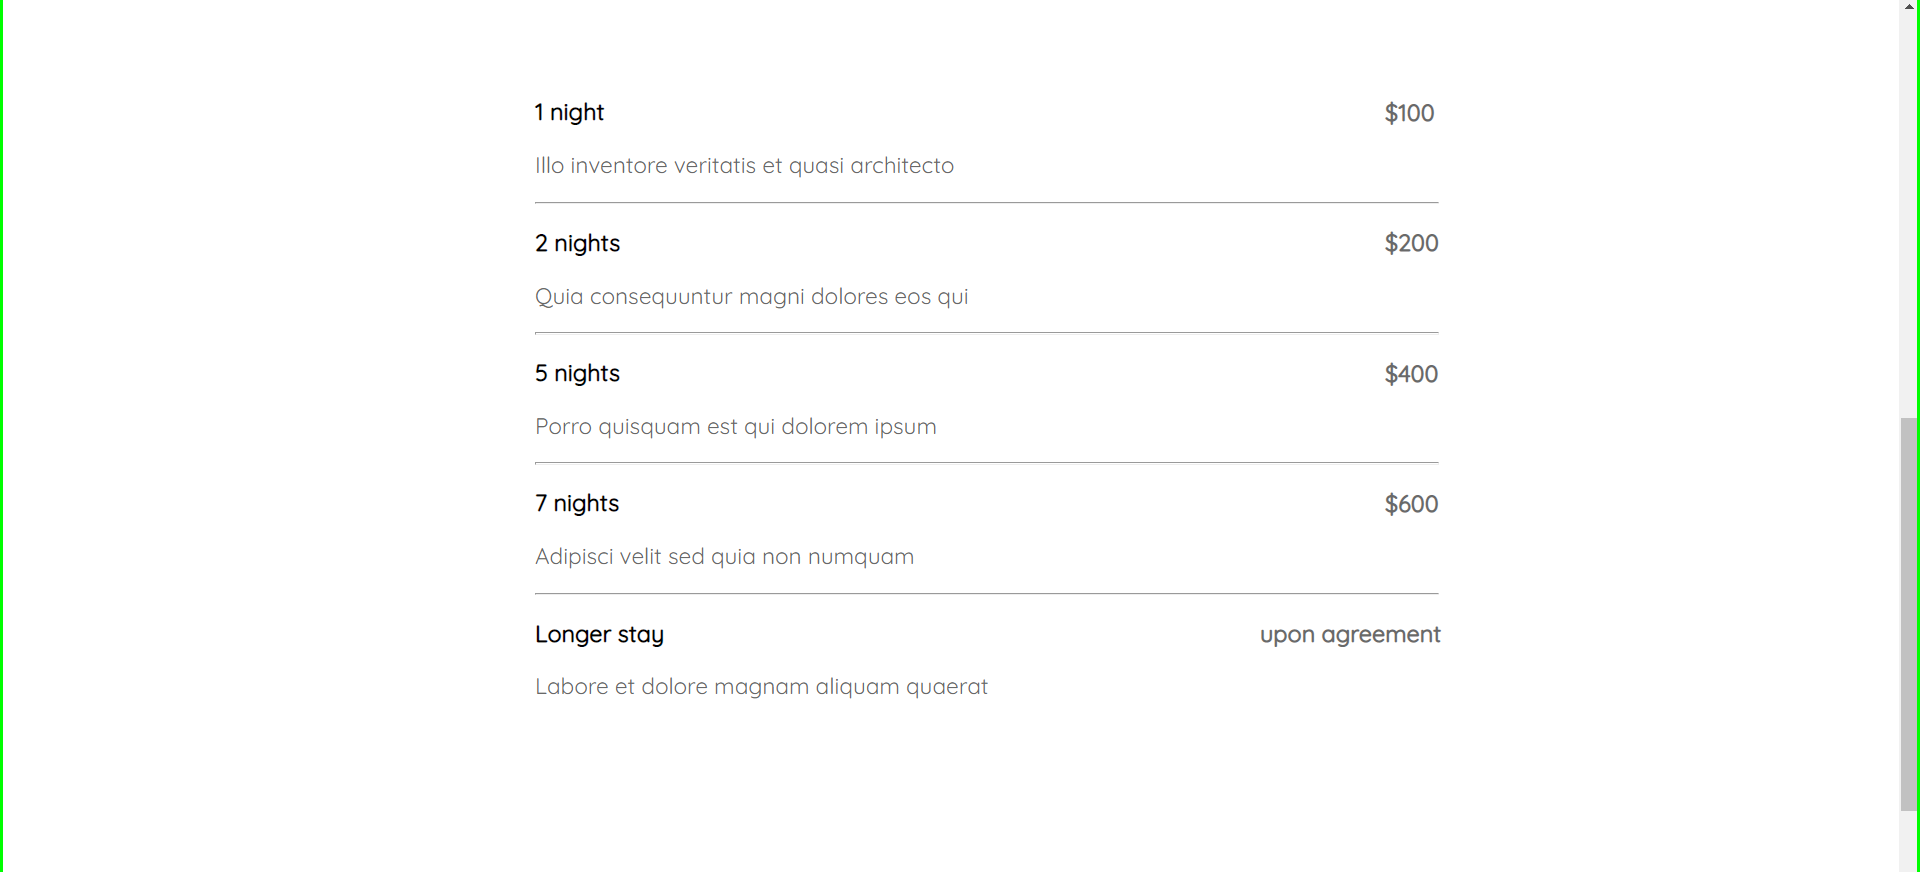 1 night $100
Illo inventore veritatis et quasi architecto
2 nights $200
Quia consequuntur magni dolores eos qui
5 nights $400
Porro quisquam est qui dolorem ipsum
7 nights $600
Adipisci velit sed quia non numquam
Longer stay upon agreement
Labore et dolore magnam aliquam quaerat